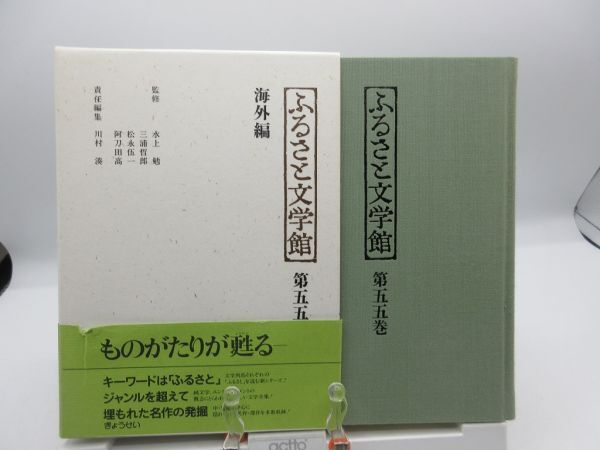 ふるさと文学館
第五五
海外編
監修
水上 勉
三浦哲郎
松永伍一
阿刀田高
責任編集
川村 湊
ものがたりが甦る
キーワードは「ふるさと」
ジャンルを超えて
埋もれた名作の発掘
ぎょうせい
ふるさと文学館
第五五巻
actto